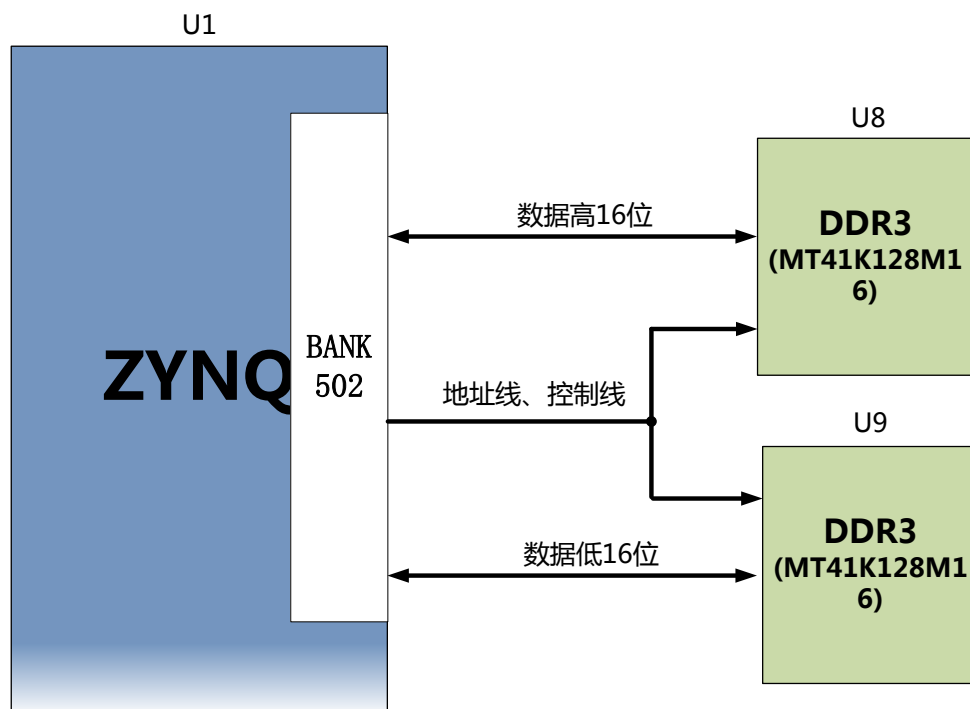 U1
U8
数据高16位
DDR3
(MT41K128M1
6)
ZYNQ
BANK
502
地址线、控制线
U9
数据低16位
DDR3
(MT41K128M1
6)